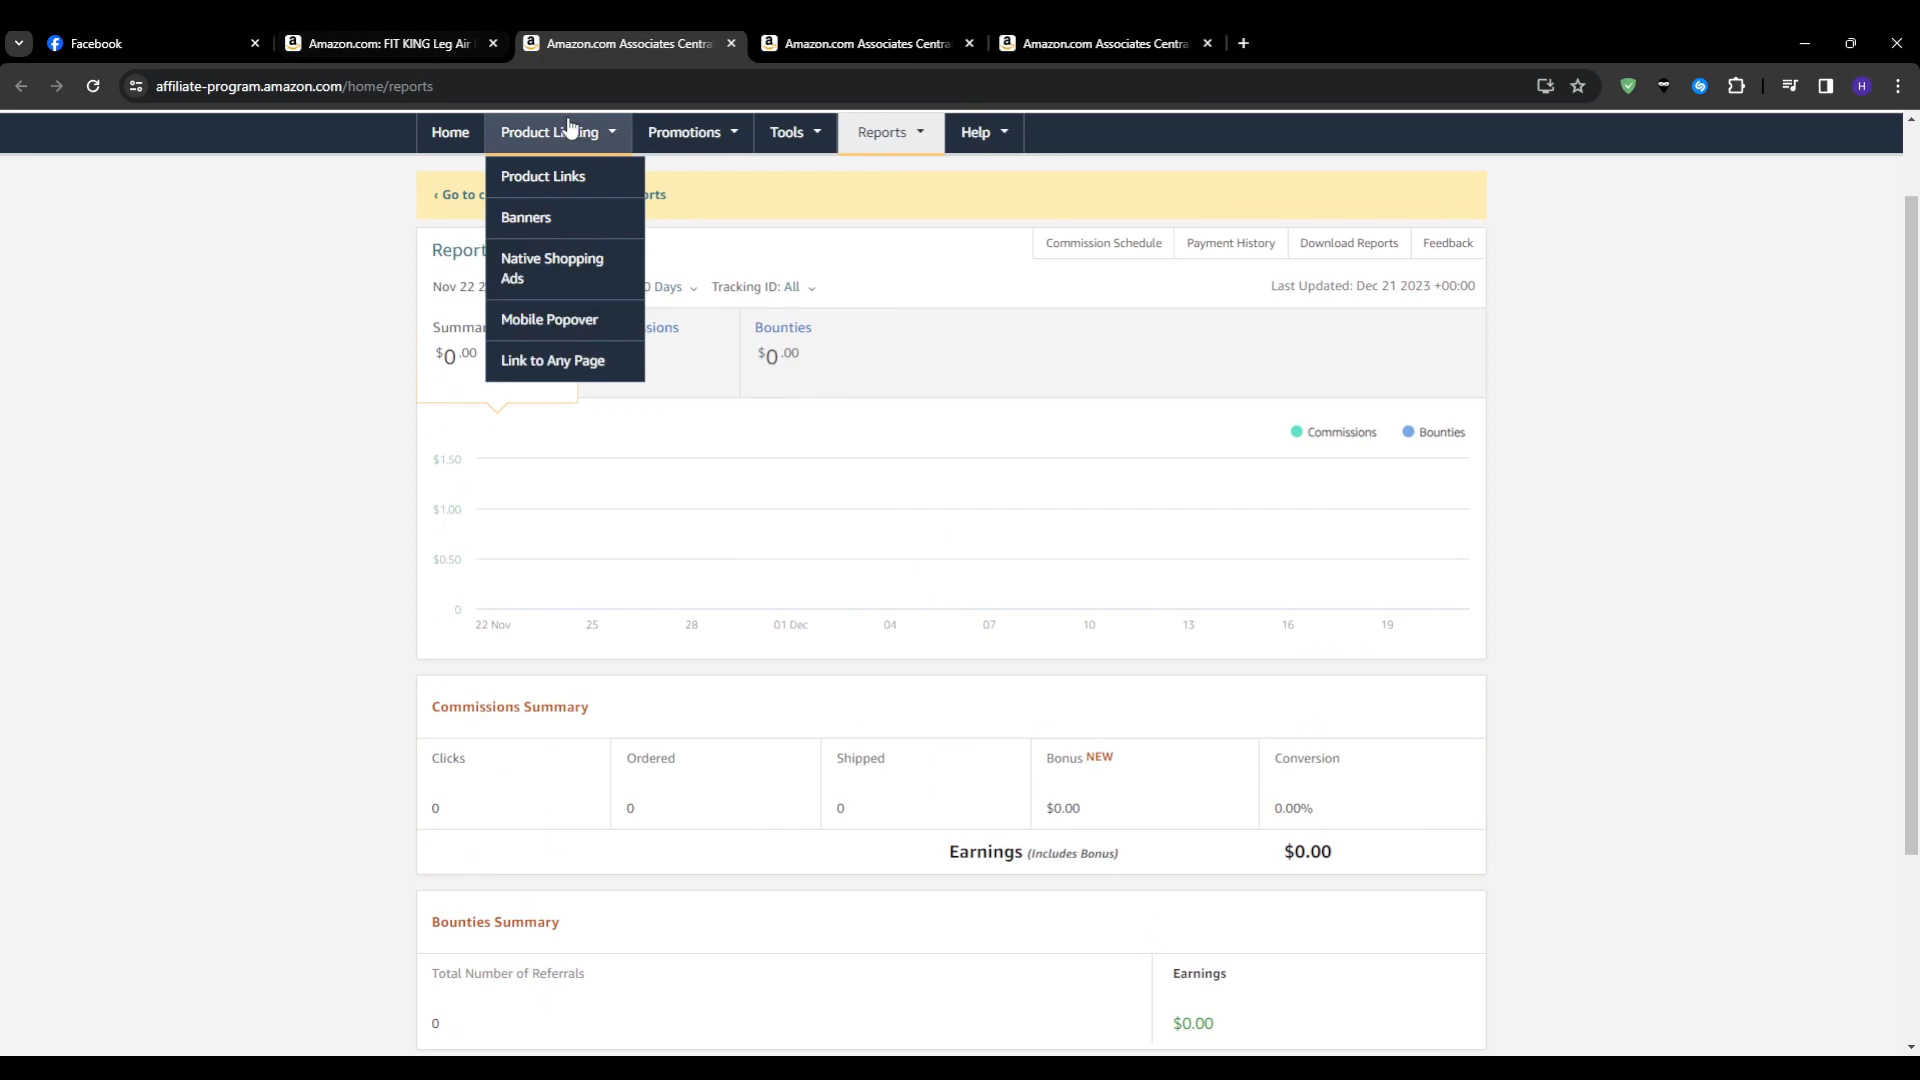 Facebook
Amazon.com: FIT KING Leg Air
Amazon.com Associates Centra
Amazon.com Associates Centra
Amazon.com Associates Centra
affiliate-program.amazon.com/home/reports
H
Home
Product Linking
Promotions
Tools
Reports
Help
Product Links
Banners
Native Shopping
Ads
Mobile Popover
Link to Any Page
‹ Go to
Report
Commission Schedule
Payment History
Download Reports
Feedback
Nov 22 2
0 Days
Tracking ID: All
Last Updated: Dec 21 2023 +00:00
Bounties
$0.00
$0.00
Commissions
Bounties
$1.50
$1.00
$0.50
0
22 Nov
25
28
01 Dec
04
07
10
13
16
19
Commissions Summary
Clicks
Ordered
Shipped
Bonus NEW
Conversion
0
0
0
$0.00
0.00%
Earnings (Includes Bonus)
$0.00
Bounties Summary
Total Number of Referrals
Earnings
0
$0.00